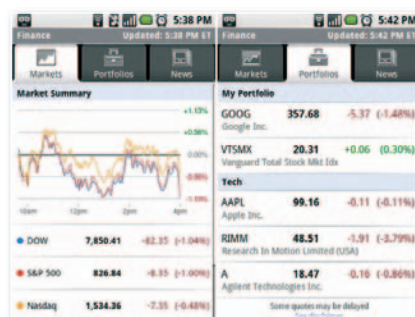 5:38 PM
Finance Updated: 5:38 PM ET
Markets Portfolios News
Market Summary
+1.13%
+0.56%
0.00%
-0.56%
-1.13%
10am 12pm 2pm 4pm
DOW 7,850.41 -82.35 (-1.04%)
S&P 500 826.84 -8.35 (-1.00%)
Nasdaq 1,534.36 -7.35 (-0.48%)
5:42 PM
Finance Updated: 5:42 PM ET
Markets Portfolios News
My Portfolio
GOOG 357.68 -5.37 (-1.48%)
Google Inc.
VTSMX 20.31 +0.06 (0.30%)
Vanguard Total Stock Mkt Idx
Tech
AAPL 99.16 -0.11 (-0.11%)
Apple Inc.
RIMM 48.51 -1.91 (-3.79%)
Research In Motion Limited (USA)
A 18.47 -0.16 (-0.86%)
Agilent Technologies Inc.
Some quotes may be delayed